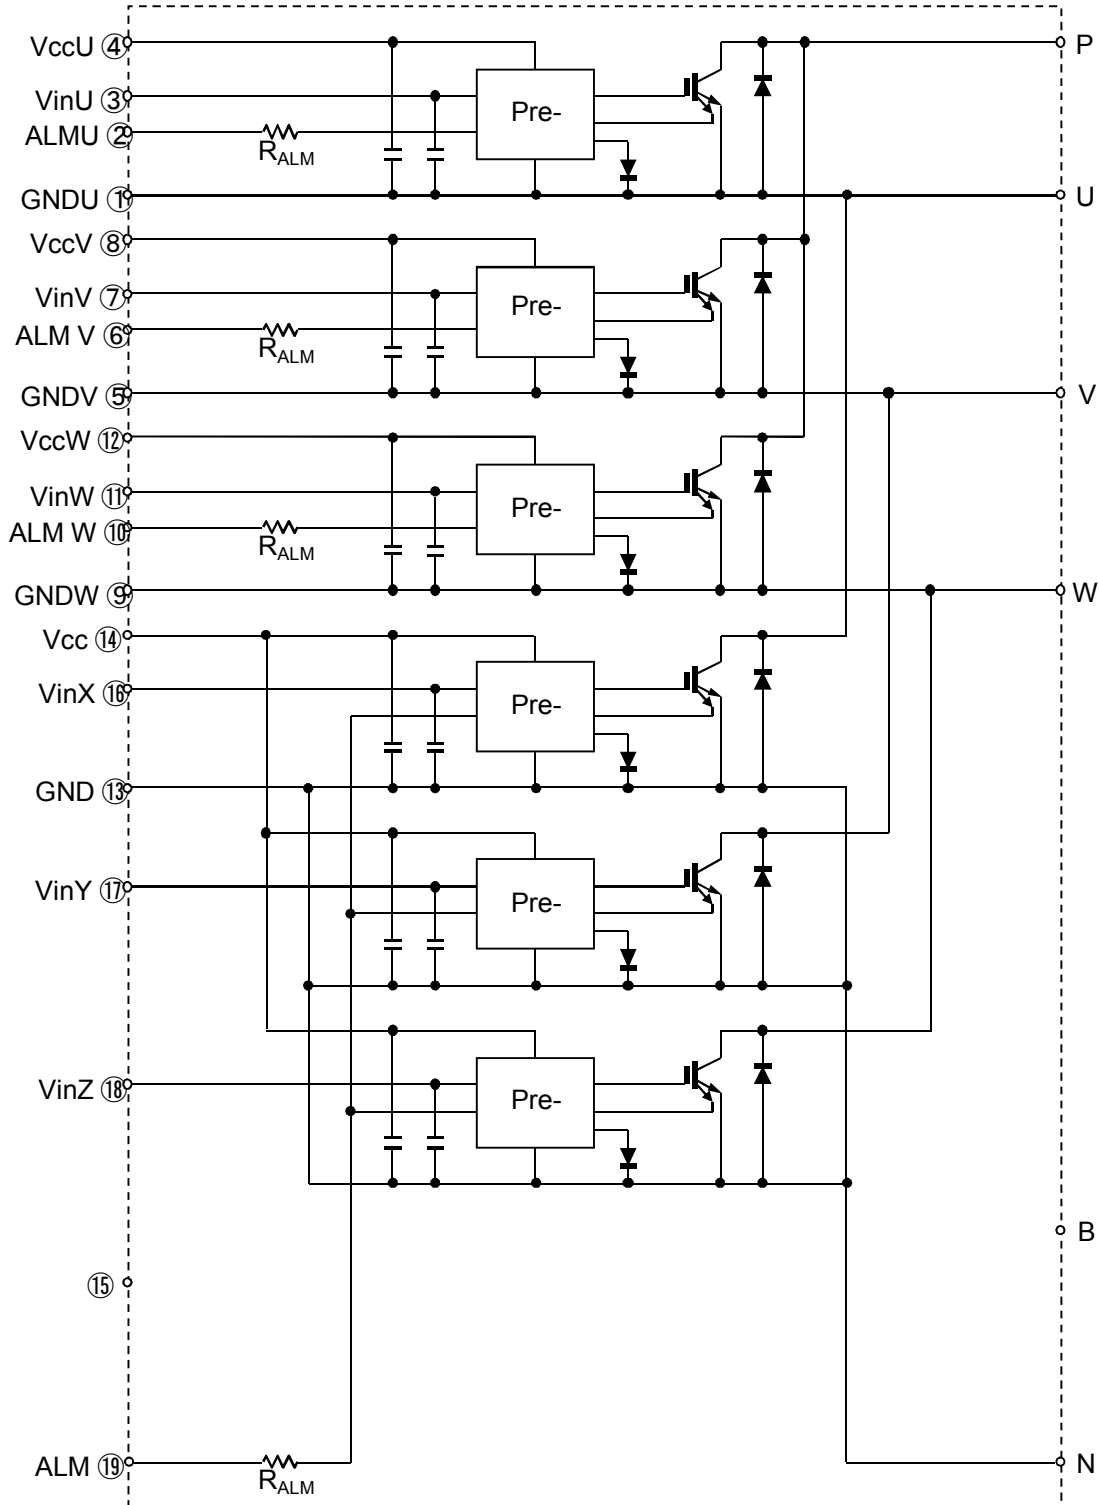 VccU ④
P
VinU ③
Pre-
ALMU ②
RALM
GNDU ①
U
VccV ⑧
VinV ⑦
Pre-
ALM V ⑥
RALM
GNDV ⑤
V
VccW ⑫
VinW ⑪
Pre-
ALM W ⑩
RALM
GNDW ⑨
W
Vcc ⑭
VinX ⑯
Pre-
GND ⑬
VinY ⑰
Pre-
VinZ ⑱
Pre-
B
⑮
ALM ⑲
RALM
N